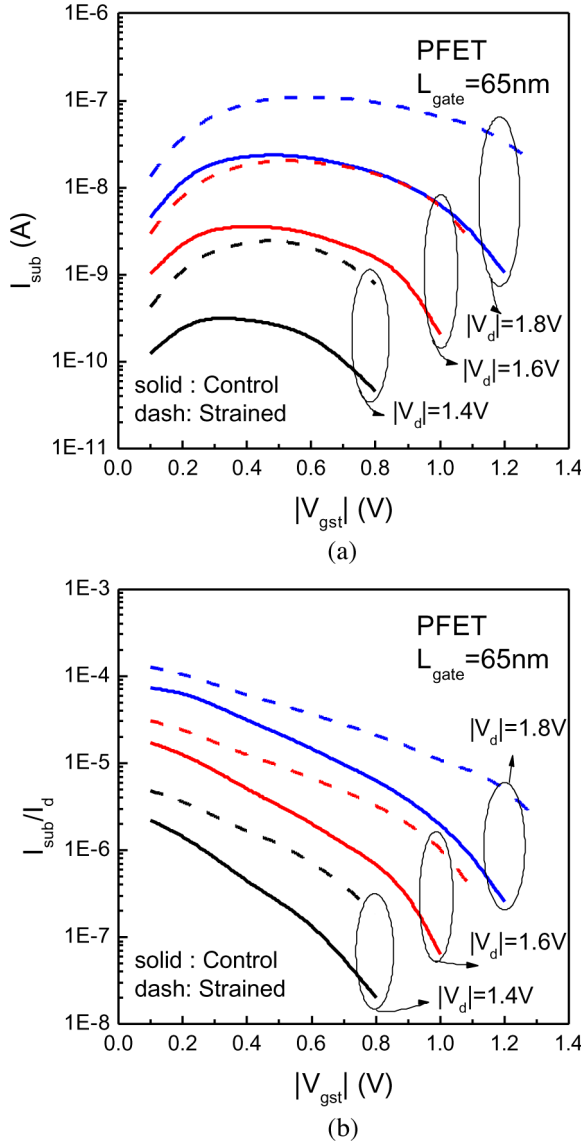 1E-6
1E-7
1E-8
1E-9
1E-10
1E-11
I_sub (A)
PFET
L_gate=65nm
|V_d|=1.8V
|V_d|=1.6V
|V_d|=1.4V
solid : Control
dash: Strained
0.0 0.2 0.4 0.6 0.8 1.0 1.2 1.4
|V_gst| (V)
(a)
1E-3
1E-4
1E-5
1E-6
1E-7
1E-8
I_sub/I_d
PFET
L_gate=65nm
|V_d|=1.8V
|V_d|=1.6V
|V_d|=1.4V
solid : Control
dash: Strained
0.0 0.2 0.4 0.6 0.8 1.0 1.2 1.4
|V_gst| (V)
(b)